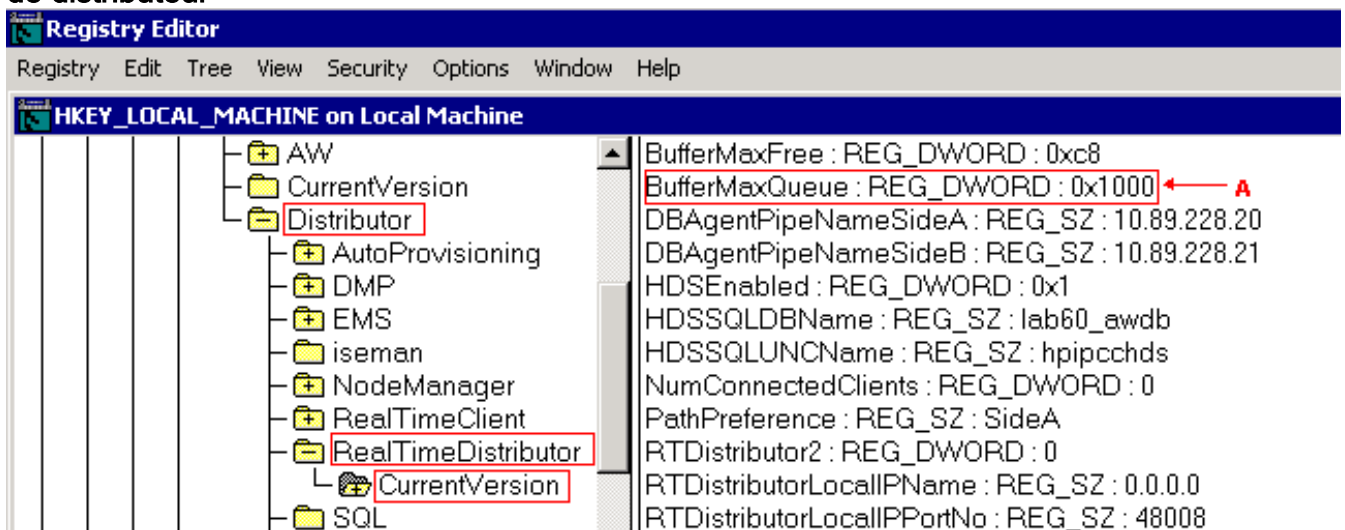 Registry Editor
Registry Edit Tree View Security Options Window Help
HKEY_LOCAL_MACHINE on Local Machine
AW
CurrentVersion
Distributor
AutoProvisioning
DMP
EMS
iseman
NodeManager
RealTimeClient
RealTimeDistributor
CurrentVersion
SQL
BufferMaxFree : REG_DWORD : 0xc8
BufferMaxQueue : REG_DWORD : 0x1000 A
DBAgentPipeNameSideA : REG_SZ : 10.89.228.20
DBAgentPipeNameSideB : REG_SZ : 10.89.228.21
HDSEnabled : REG_DWORD : 0x1
HDSSQLDBName : REG_SZ : lab60_awdb
HDSSQLUNCName : REG_SZ : hpipcchds
NumConnectedClients : REG_DWORD : 0
PathPreference : REG_SZ : SideA
RTDistributor2 : REG_DWORD : 0
RTDistributorLocalIPName : REG_SZ : 0.0.0.0
RTDistributorLocalIPPortNo : REG_SZ : 48008